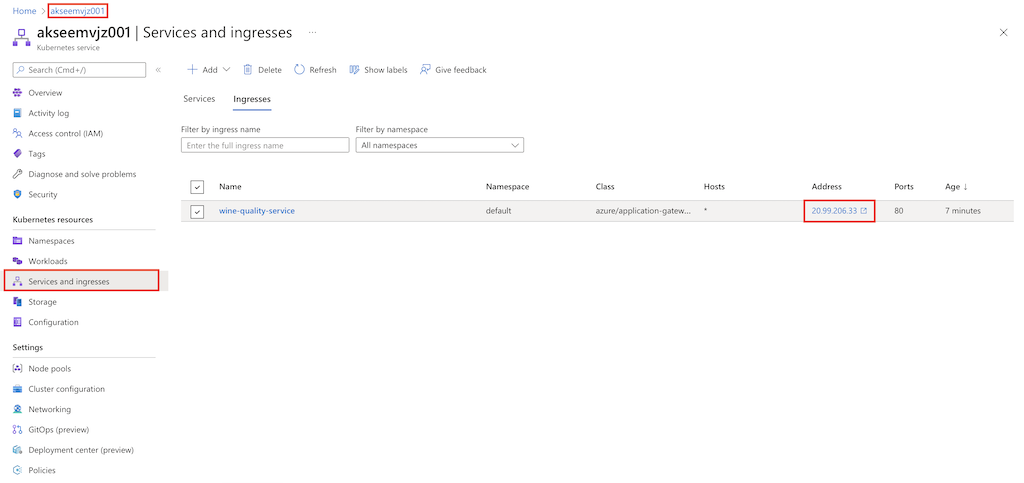 Home > akseemvjz001
akseemvjz001 | Services and ingresses ...
Kubernetes service
Search (Cmd+/) «
Overview
Activity log
Access control (IAM)
Tags
Diagnose and solve problems
Security
Kubernetes resources
Namespaces
Workloads
Services and ingresses
Storage
Configuration
Settings
Node pools
Cluster configuration
Networking
GitOps (preview)
Deployment center (preview)
Policies
Add Delete Refresh Show labels Give feedback
Services Ingresses
Filter by ingress name Filter by namespace
Enter the full ingress name All namespaces
Name Namespace Class Hosts Address Ports Age ↓
wine-quality-service default azure/application-gatew... * 20.99.206.33 80 7 minutes